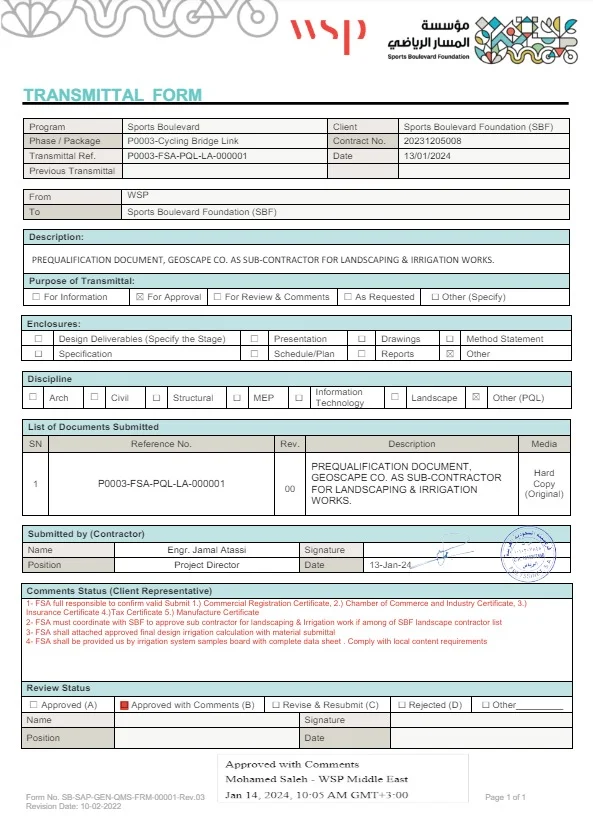 wsp
مؤسسة
المسار الرياضي
Sports Boulevard Foundation
TRANSMITTAL FORM
Program Sports Boulevard Client Sports Boulevard Foundation (SBF)
Phase / Package P0003-Cycling Bridge Link Contract No. 20231205008
Transmittal Ref. P0003-FSA-PQL-LA-000001 Date 13/01/2024
Previous Transmittal
From WSP
To Sports Boulevard Foundation (SBF)
Description:
PREQUALIFICATION DOCUMENT, GEOSCAPE CO. AS SUB-CONTRACTOR FOR LANDSCAPING & IRRIGATION WORKS.
Purpose of Transmittal:
☐ For Information ☒ For Approval ☐ For Review & Comments ☐ As Requested ☐ Other (Specify)
Enclosures:
☐ Design Deliverables (Specify the Stage) ☐ Presentation ☐ Drawings ☐ Method Statement
☐ Specification ☐ Schedule/Plan ☐ Reports ☒ Other
Discipline
☐ Arch ☐ Civil ☐ Structural ☐ MEP ☐ Information Technology ☐ Landscape ☒ Other (PQL)
List of Documents Submitted
SN Reference No. Rev. Description Media
1 P0003-FSA-PQL-LA-000001 00 PREQUALIFICATION DOCUMENT, GEOSCAPE CO. AS SUB-CONTRACTOR FOR LANDSCAPING & IRRIGATION WORKS. Hard Copy (Original)
Submitted by (Contractor)
Name Engr. Jamal Atassi Signature
Position Project Director Date 13-Jan-24
Comments Status (Client Representative)
1- FSA full responsible to confirm valid Submit 1.) Commercial Registration Certificate, 2.) Chamber of Commerce and Industry Certificate, 3.)
Insurance Certificate 4.)Tax Certificate 5.) Manufacture Certificate
2- FSA must coordinate with SBF to approve sub contractor for landscaping & Irrigation work if among of SBF landscape contractor list
3- FSA shall attached approved final design irrigation calculation with material submittal
4- FSA shall be provided us by irrigation system samples board with complete data sheet . Comply with local content requirements
Review Status
☐ Approved (A) Approved with Comments (B) ☐ Revise & Resubmit (C) ☐ Rejected (D) ☐ Other_________
Name Signature
Position Date
Approved with Comments
Mohamed Saleh - WSP Middle East
Jan 14, 2024, 10:05 AM GMT+3:00
Form No. SB-SAP-GEN-QMS-FRM-00001-Rev.03
Revision Date: 10-02-2022
Page 1 of 1